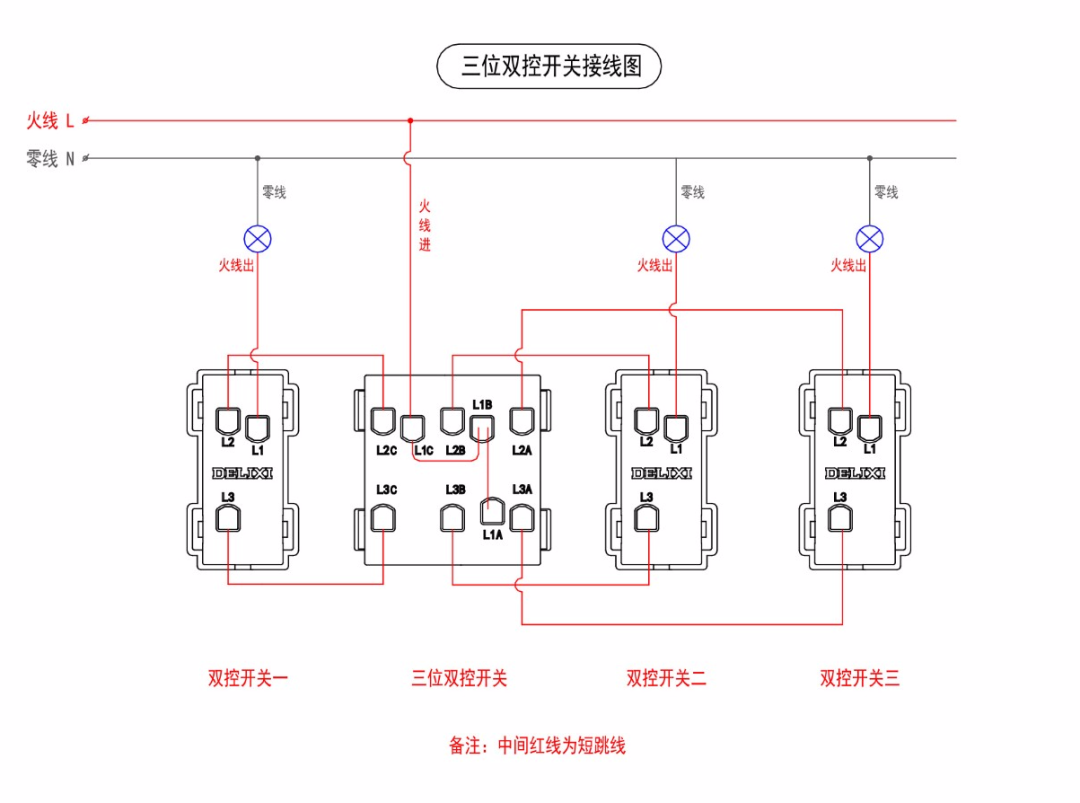 三位双控开关接线图
火线 L
零线 N
零线
零线
零线
火
线
进
火线出
火线出
火线出
L1B
L2 L1
L2C L1C L2B L2A
L2 L1
L2 L1
DELIXI
DELIXI
DELIXI
L3
L3C L3B L3A
L3
L3
L1A
双控开关一
三位双控开关
双控开关二
双控开关三
备注：中间红线为短跳线